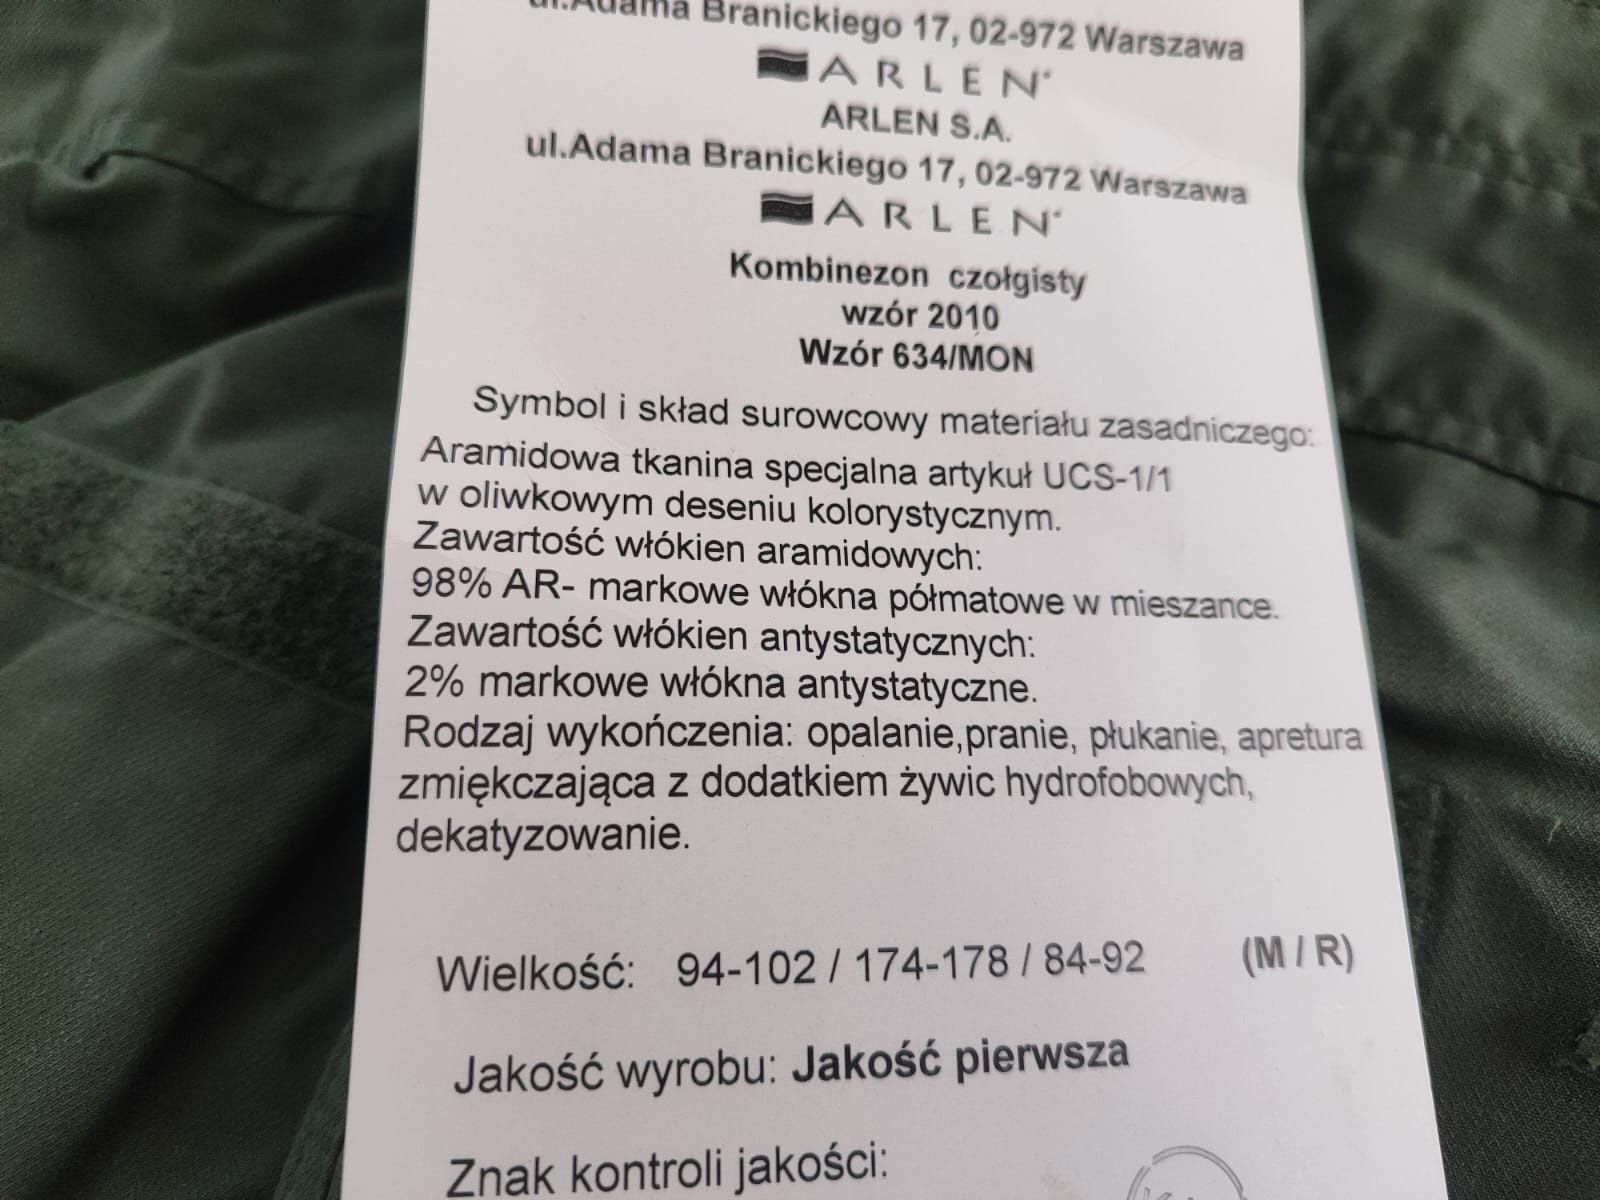 ul.Adama Branickiego 17, 02-972 Warszawa
ARLEN
ARLEN S.A.
ul.Adama Branickiego 17, 02-972 Warszawa
ARLEN
Kombinezon czołgisty
wzór 2010
Wzór 634/MON
Symbol i skład surowcowy materiału zasadniczego:
Aramidowa tkanina specjalna artykuł UCS-1/1
w oliwkowym deseniu kolorystycznym.
Zawartość włókien aramidowych:
98% AR- markowe włókna półmatowe w mieszance.
Zawartość włókien antystatycznych:
2% markowe włókna antystatyczne.
Rodzaj wykończenia: opalanie,pranie, płukanie, apretura
zmiękczająca z dodatkiem żywic hydrofobowych,
dekatyzowanie.
Wielkość: 94-102 / 174-178 / 84-92 (M / R)
Jakość wyrobu: Jakość pierwsza
Znak kontroli jakości: